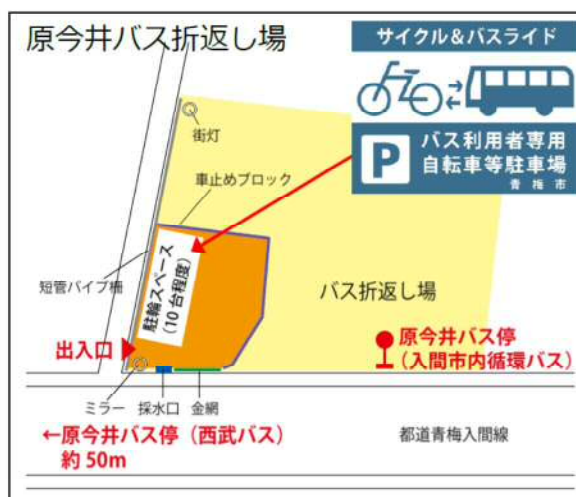 原今井バス折返し場
サイクル&バスライド
P
バス利用者専用
自転車等駐車場
青梅市
街灯
車止めブロック
短管パイプ柵
駐輪スペース
(10台程度)
バス折返し場
原今井バス停
(入間市内循環バス)
出入口
ミラー
採水口
金網
←原今井バス停(西武バス)
約50m
都道青梅入間線